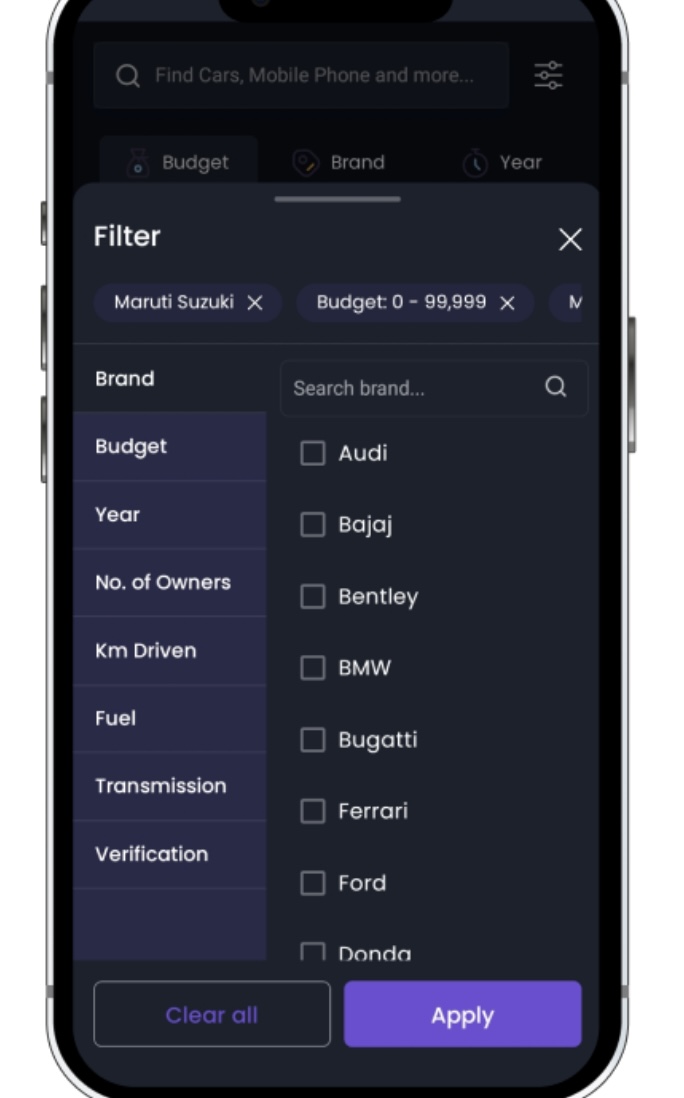 Find Cars, Mobile Phone and more...
Budget Brand Year
Filter
Maruti Suzuki Budget: 0 - 99,999
Brand
Search brand...
Budget
Year
No. of Owners
Km Driven
Fuel
Transmission
Verification
Audi
Bajaj
Bentley
BMW
Bugatti
Ferrari
Ford
Donda
Clear all Apply